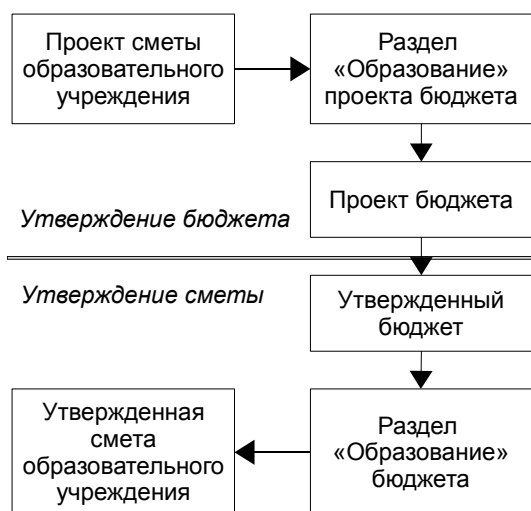 Проект сметы
образовательного
учреждения
Раздел
«Образование»
проекта бюджета
Проект бюджета
Утверждение бюджета
Утверждение сметы
Утвержденный
бюджет
Утвержденная
смета
образовательного
учреждения
Раздел
«Образование»
бюджета